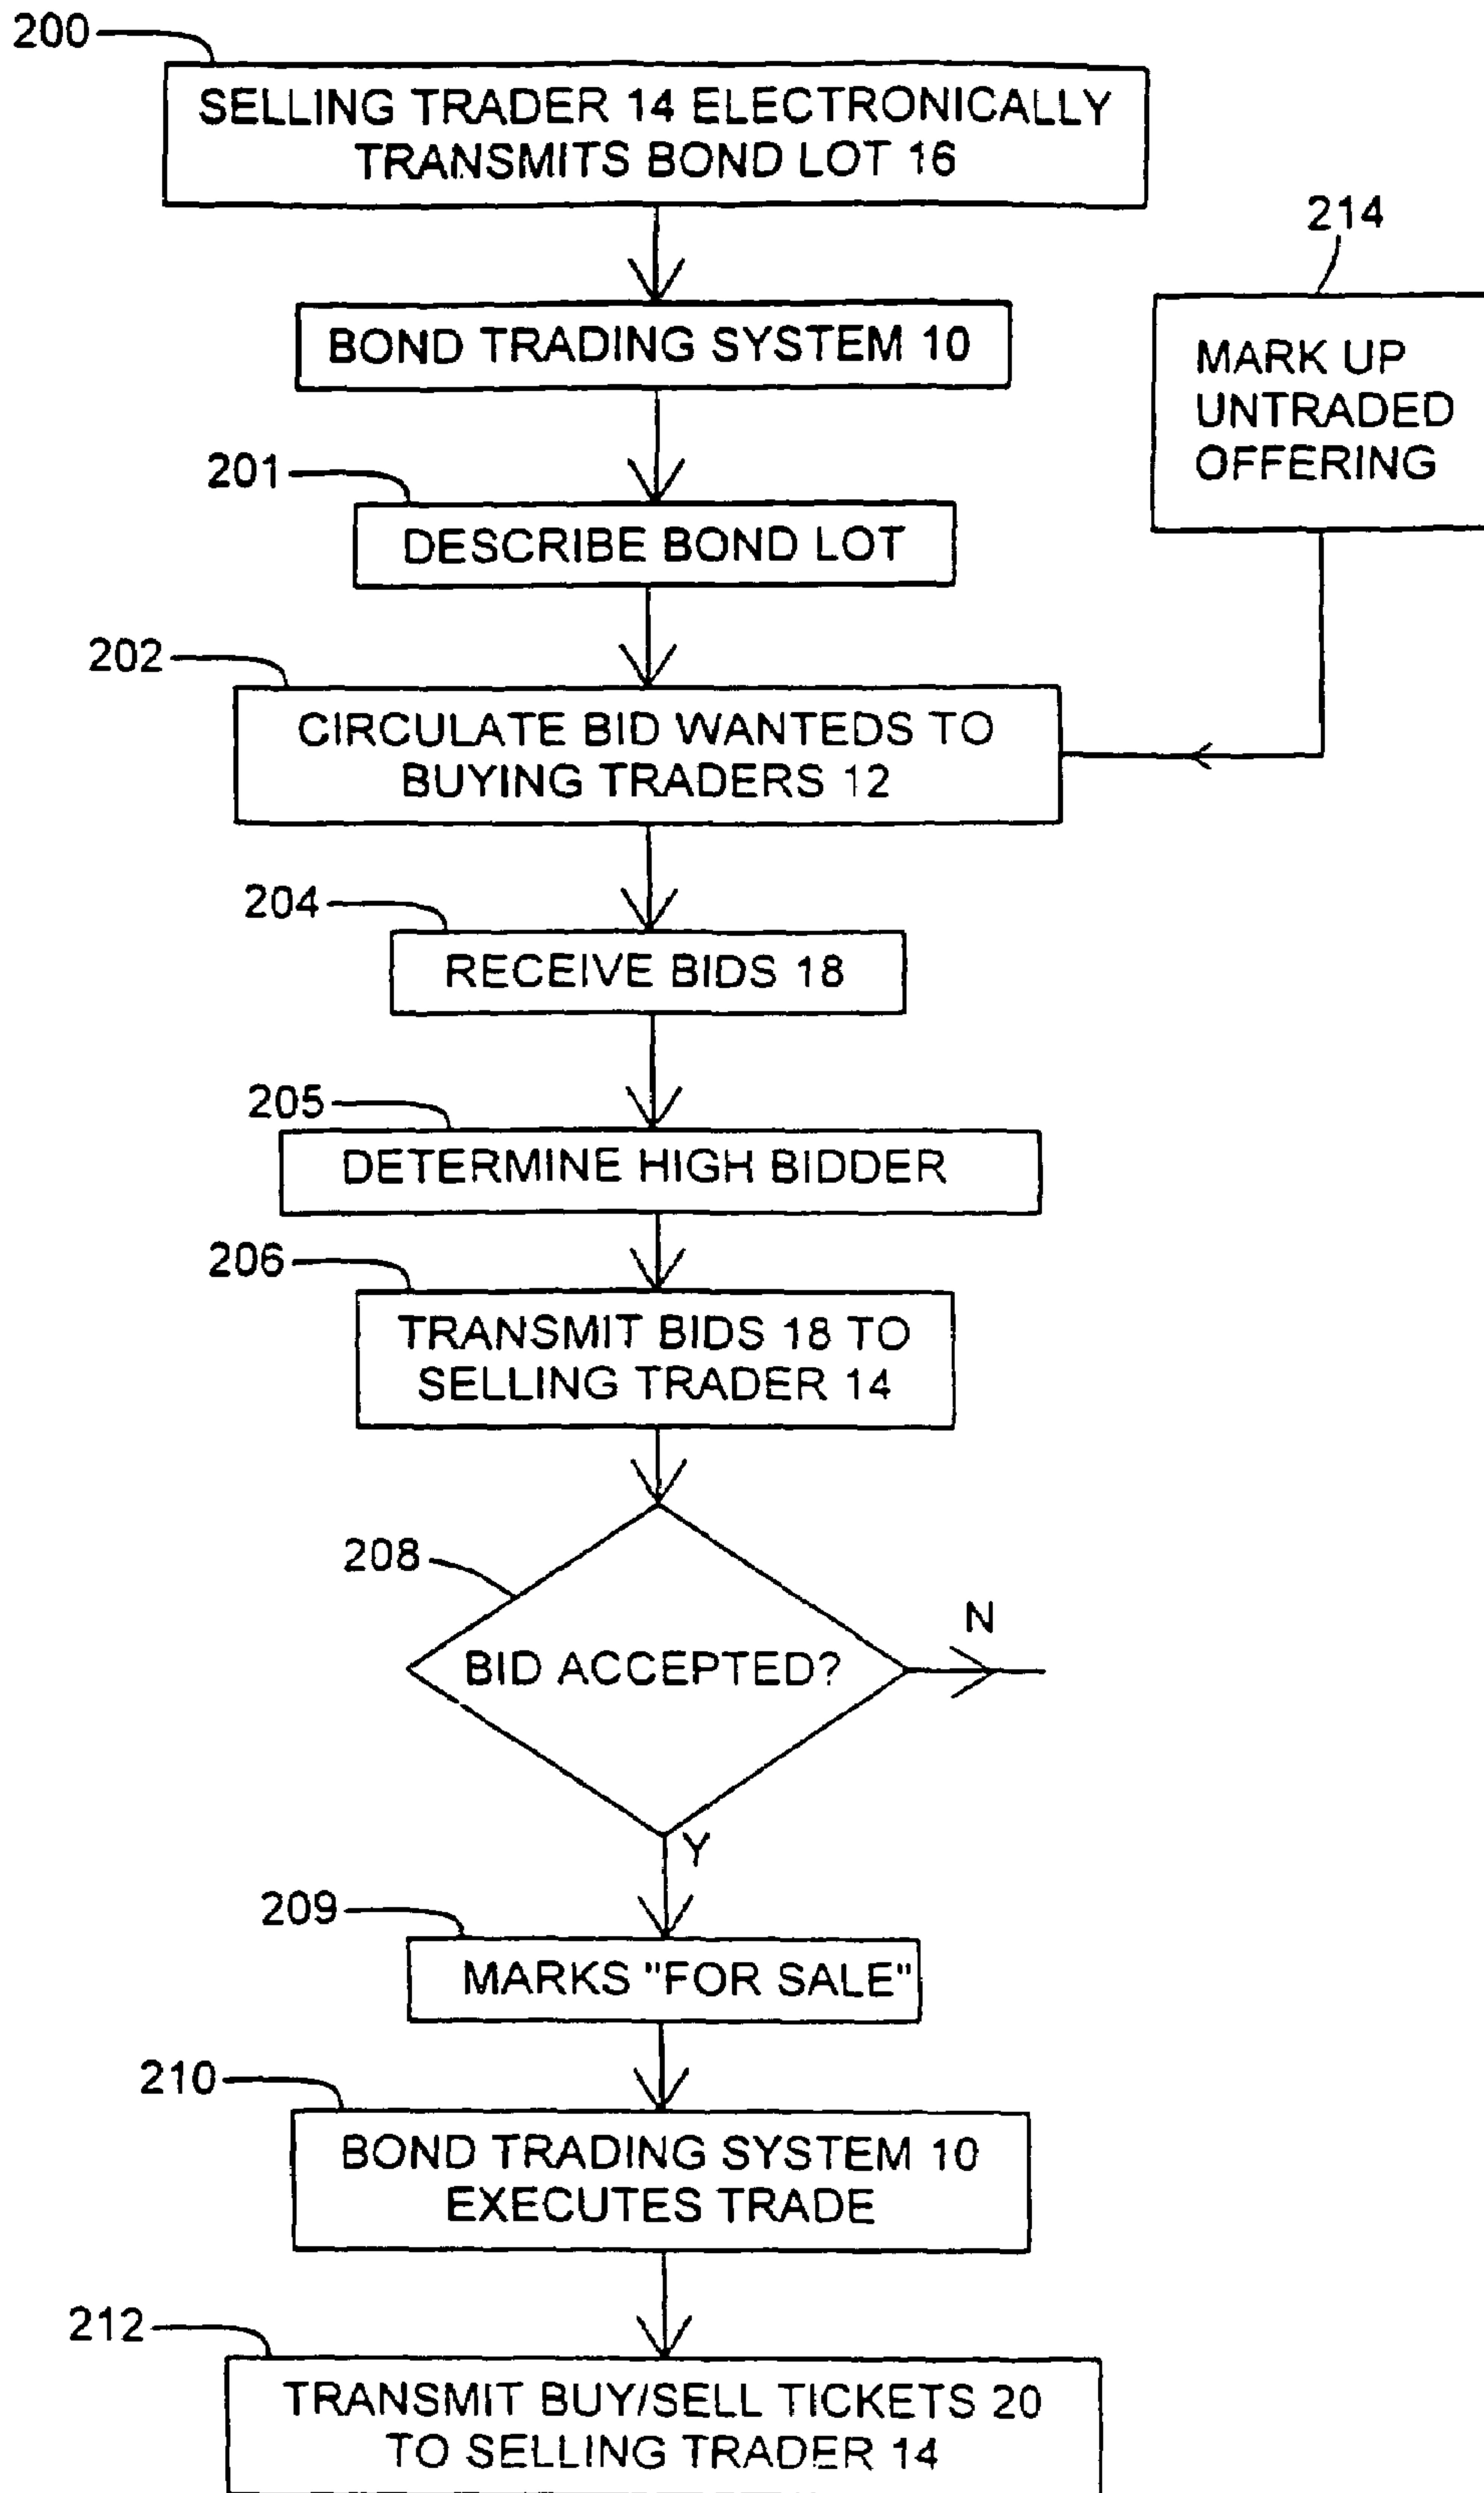 200
SELLING TRADER 14 ELECTRONICALLY
TRANSMITS BOND LOT 16
214
BOND TRADING SYSTEM 10
MARK UP
UNTRADED
OFFERING
201
DESCRIBE BOND LOT
202
CIRCULATE BID WANTEDS TO
BUYING TRADERS 12
204
RECEIVE BIDS 18
205
DETERMINE HIGH BIDDER
206
TRANSMIT BIDS 18 TO
SELLING TRADER 14
208
BID ACCEPTED?
N
Y
209
MARKS "FOR SALE"
210
BOND TRADING SYSTEM 10
EXECUTES TRADE
212
TRANSMIT BUY/SELL TICKETS 20
TO SELLING TRADER 14